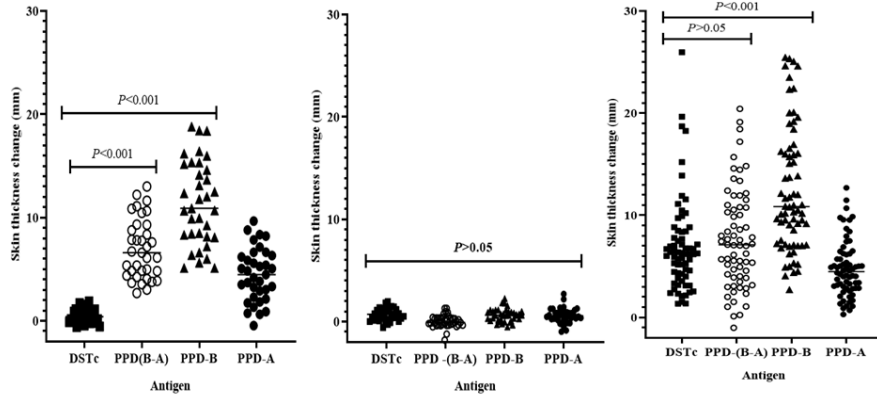 30
20
10
0
Skin thickness change (mm)
P<0.001
P<0.001
DSTc PPD(B-A) PPD-B PPD-A
Antigen
30
20
10
0
Skin thickness change (mm)
P>0.05
DSTc PPD -(B-A) PPD-B PPD-A
Antigen
30
20
10
0
Skin thickness change (mm)
P<0.001
P>0.05
DSTc PPD -(B-A) PPD-B PPD-A
Antigen